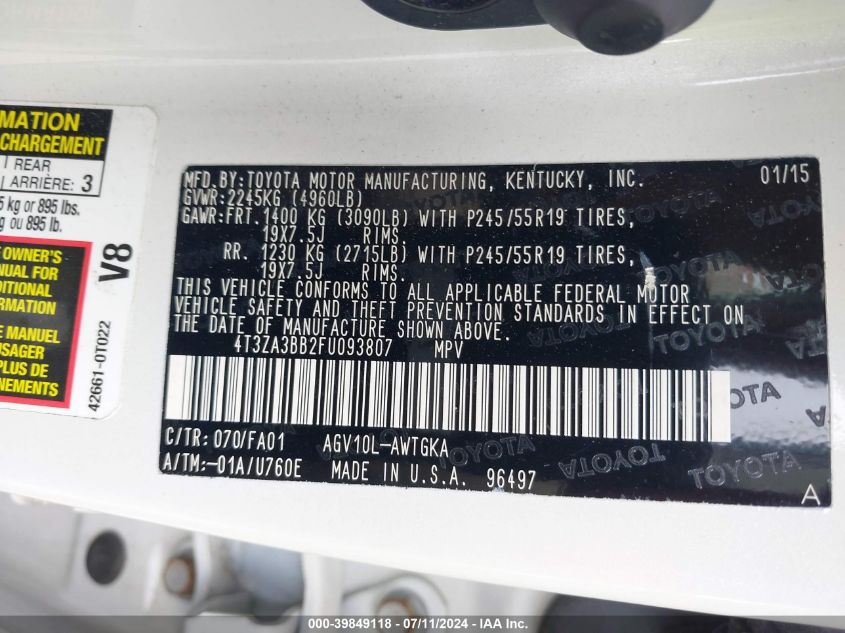 MATION
CHARGEMENT
REAR
ARRIÈRE: 3
5 kg or 895 lbs.
g ou 895 lb.
OWNER'S
NUAL FOR
DITIONAL
ORMATION
LE MANUEL
USAGER
PLUS DE
NEMENTS
V8
42661-0T022
MFD.BY:TOYOTA MOTOR MANUFACTURING, KENTUCKY, INC. 01/15
GVWR:2245KG (4960LB)
GAWR:FRT.1400 KG (3090LB) WITH P245/55R19 TIRES,
19X7.5J RIMS.
RR. 1230 KG (2715LB) WITH P245/55R19 TIRES,
19X7.5J RIMS.
THIS VEHICLE CONFORMS TO ALL APPLICABLE FEDERAL MOTOR
VEHICLE SAFETY AND THEFT PREVENTION STANDARDS IN EFFECT ON
THE DATE OF MANUFACTURE SHOWN ABOVE.
4T3ZA3BB2FU093807 MPV
C/TR: 070/FA01 AGV10L-AWTGKA
A/TM:-01A/U760E MADE IN U.S.A. 96497
A
000-39849118 - 07/11/2024 - IAA Inc.